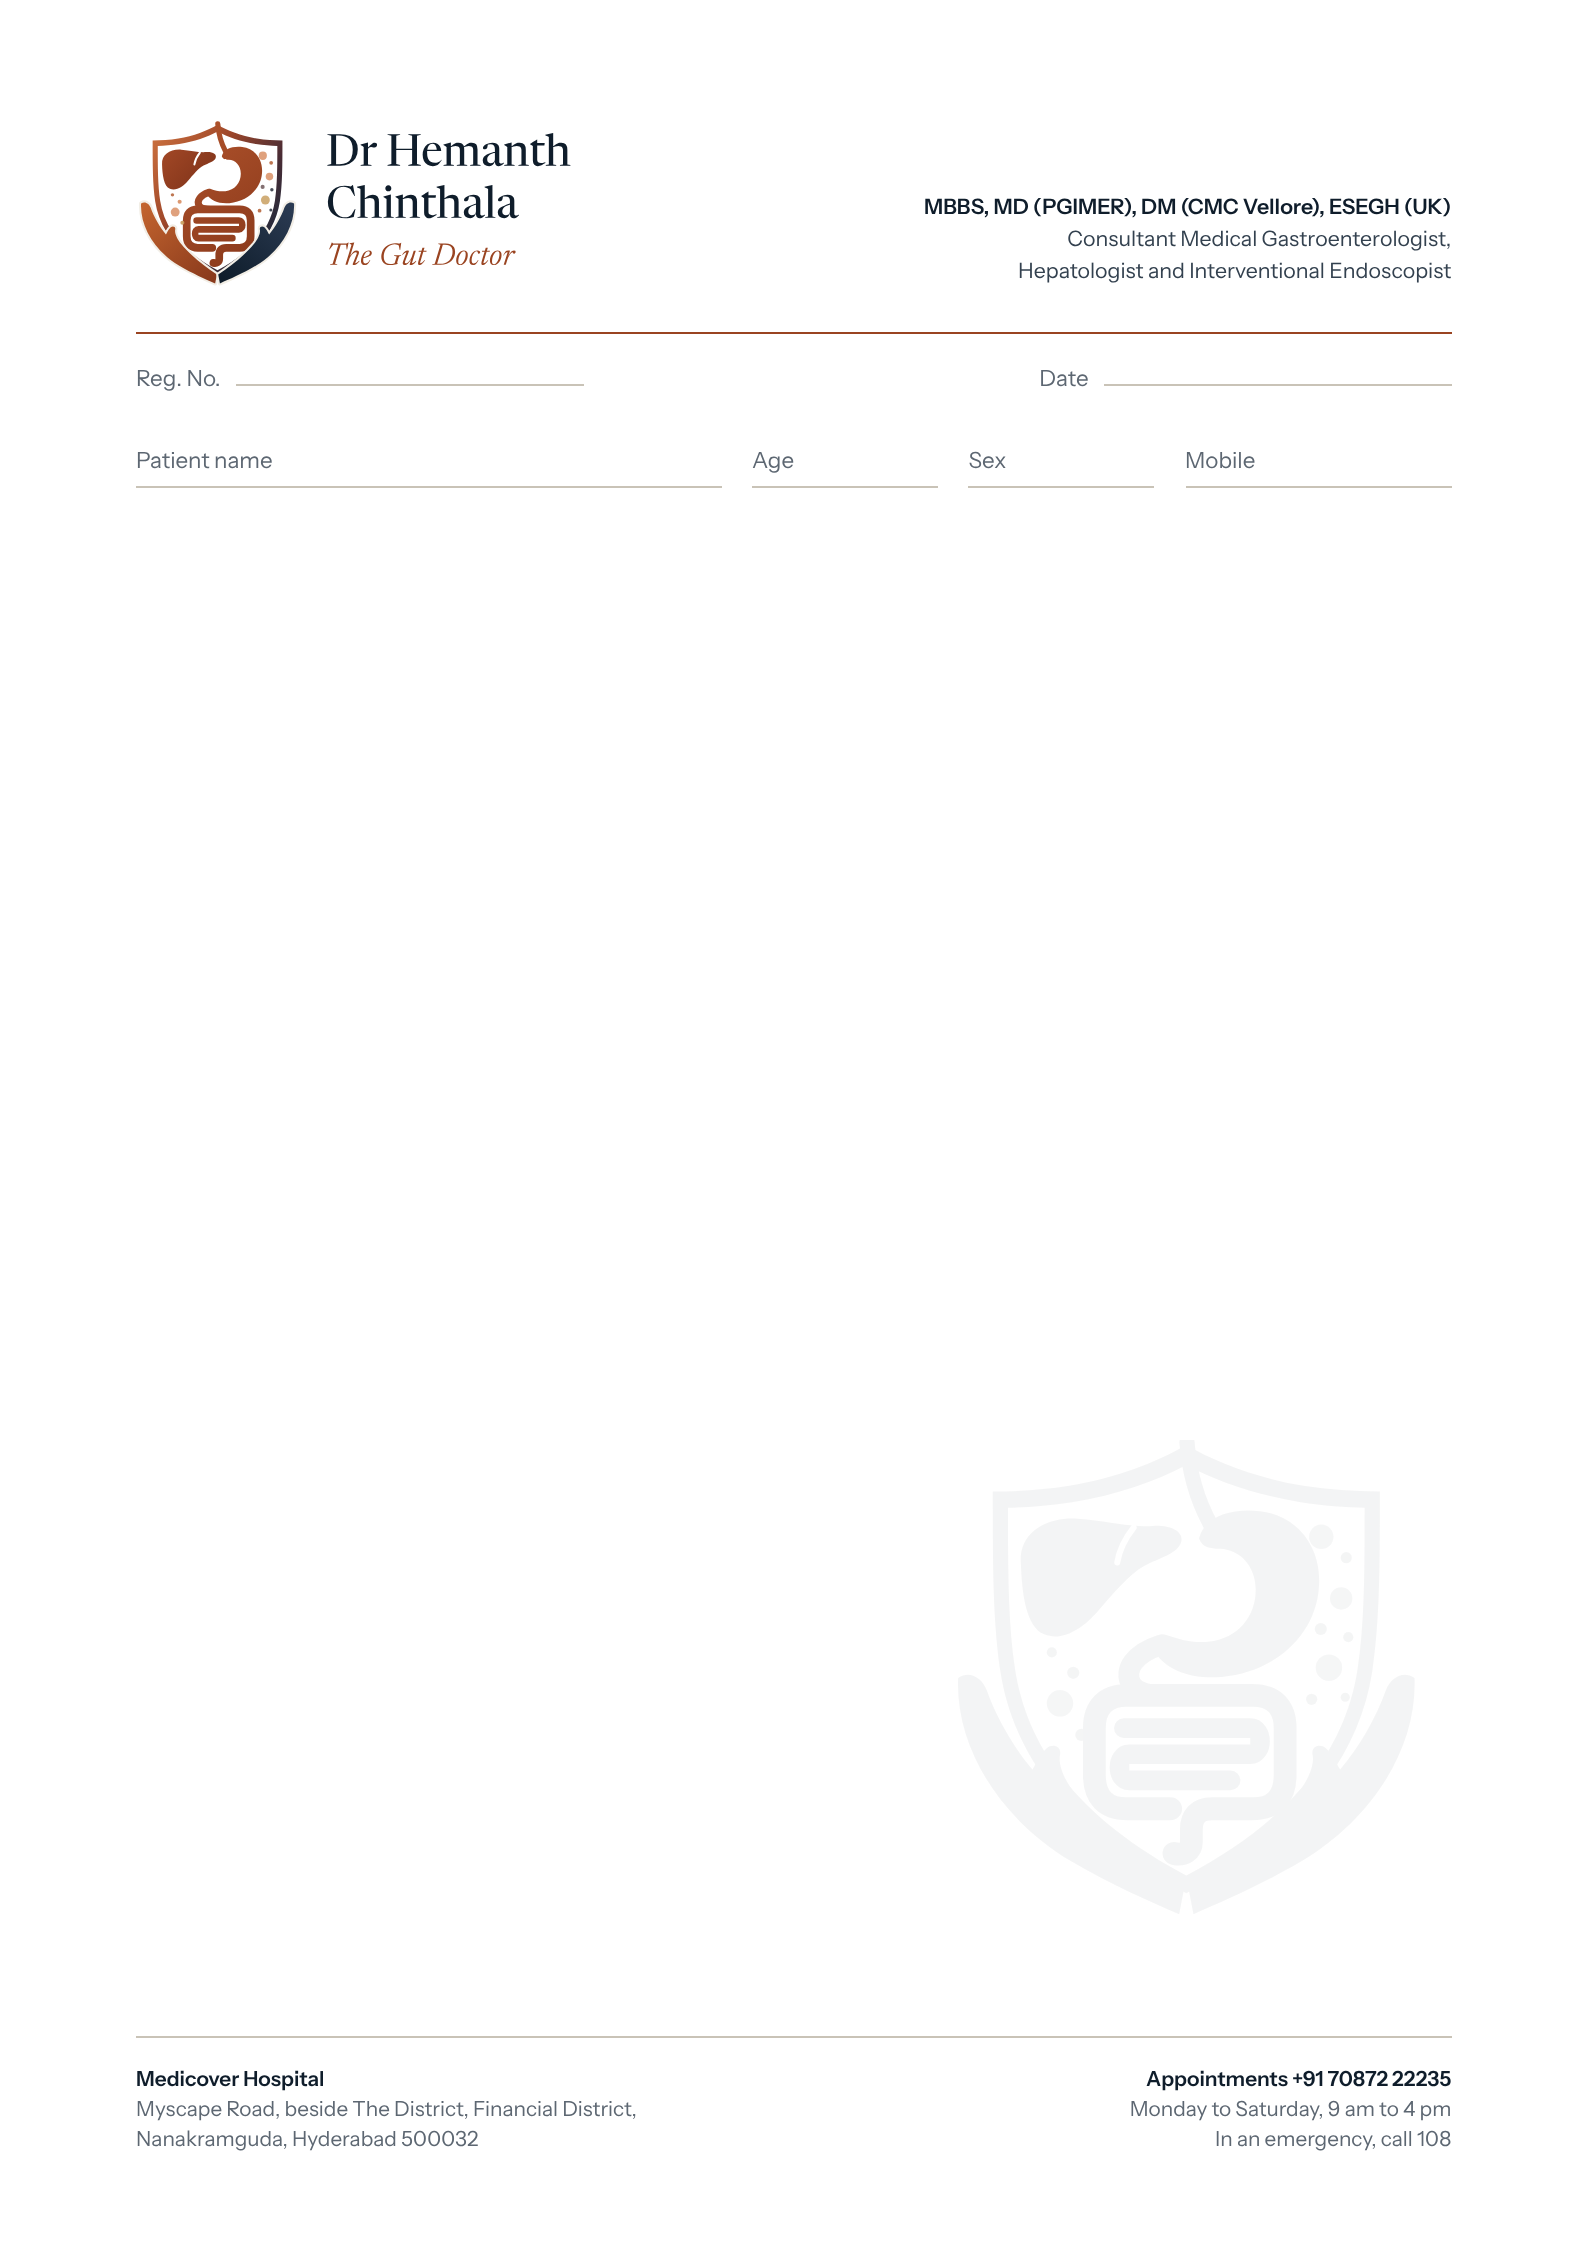 Dr Hemanth
Chinthala
The Gut Doctor
MBBS, MD (PGIMER), DM (CMC Vellore), ESEGH (UK)
Consultant Medical Gastroenterologist,
Hepatologist and Interventional Endoscopist
Reg. No.
Date
Patient name
Age
Sex
Mobile
Medicover Hospital
Myscape Road, beside The District, Financial District,
Nanakramguda, Hyderabad 500032
Appointments +91 70872 22235
Monday to Saturday, 9 am to 4 pm
In an emergency, call 108